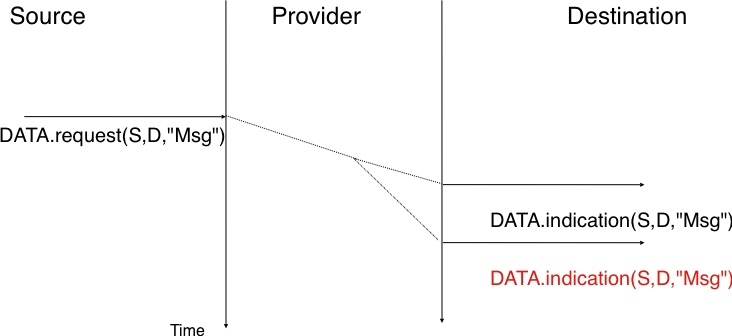 Source
Provider
Destination
DATA.request(S,D,"Msg")
DATA.indication(S,D,"Msg")
DATA.indication(S,D,"Msg")
Time